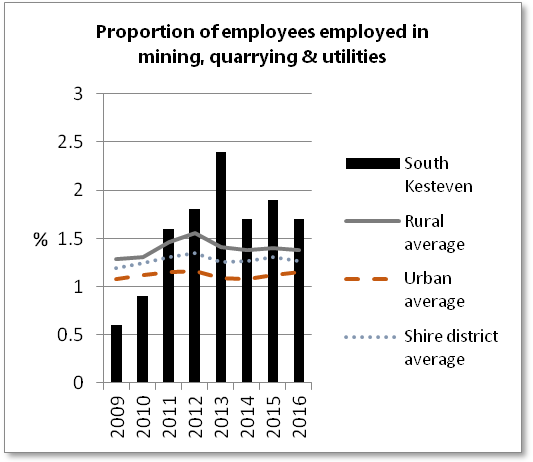 Proportion of employees employed in
mining, quarrying & utilities
3
2.5
2
1.5
1
0.5
0
%
2009
2010
2011
2012
2013
2014
2015
2016
South
Kesteven
Rural
average
Urban
average
Shire district
average